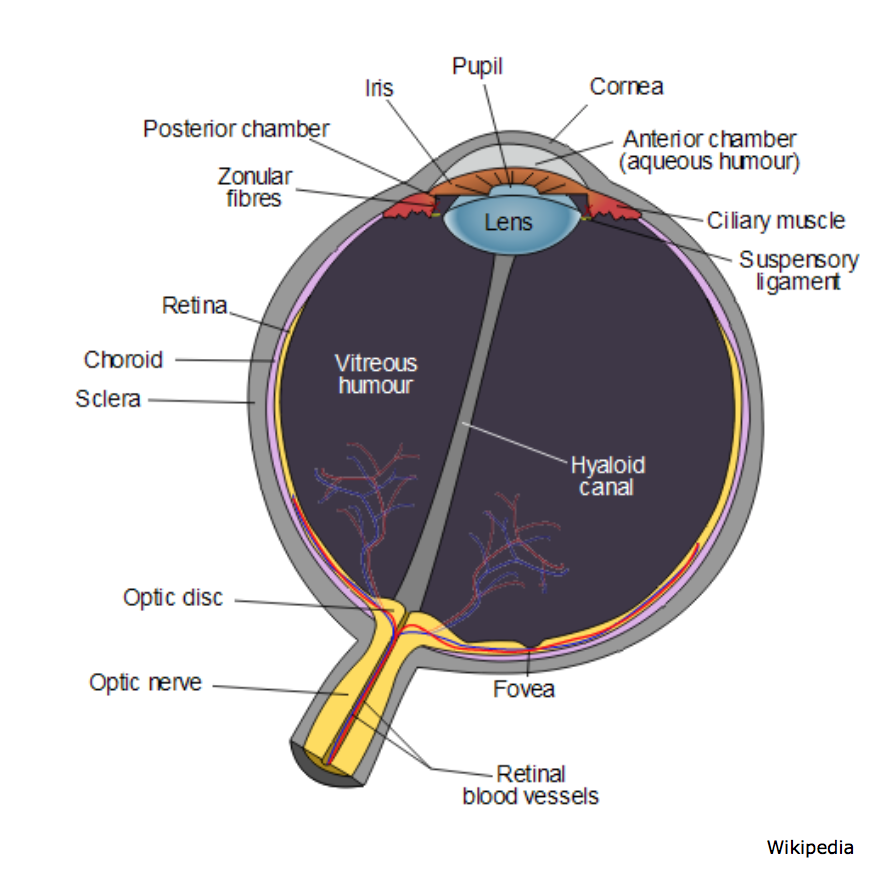 Pupil
Iris
Cornea
Posterior chamber
Anterior chamber
(aqueous humour)
Zonular
fibres
Lens
Ciliary muscle
Suspensory
ligament
Retina
Choroid
Vitreous
humour
Sclera
Hyaloid
canal
Optic disc
Optic nerve
Fovea
Retinal
blood vessels
Wikipedia